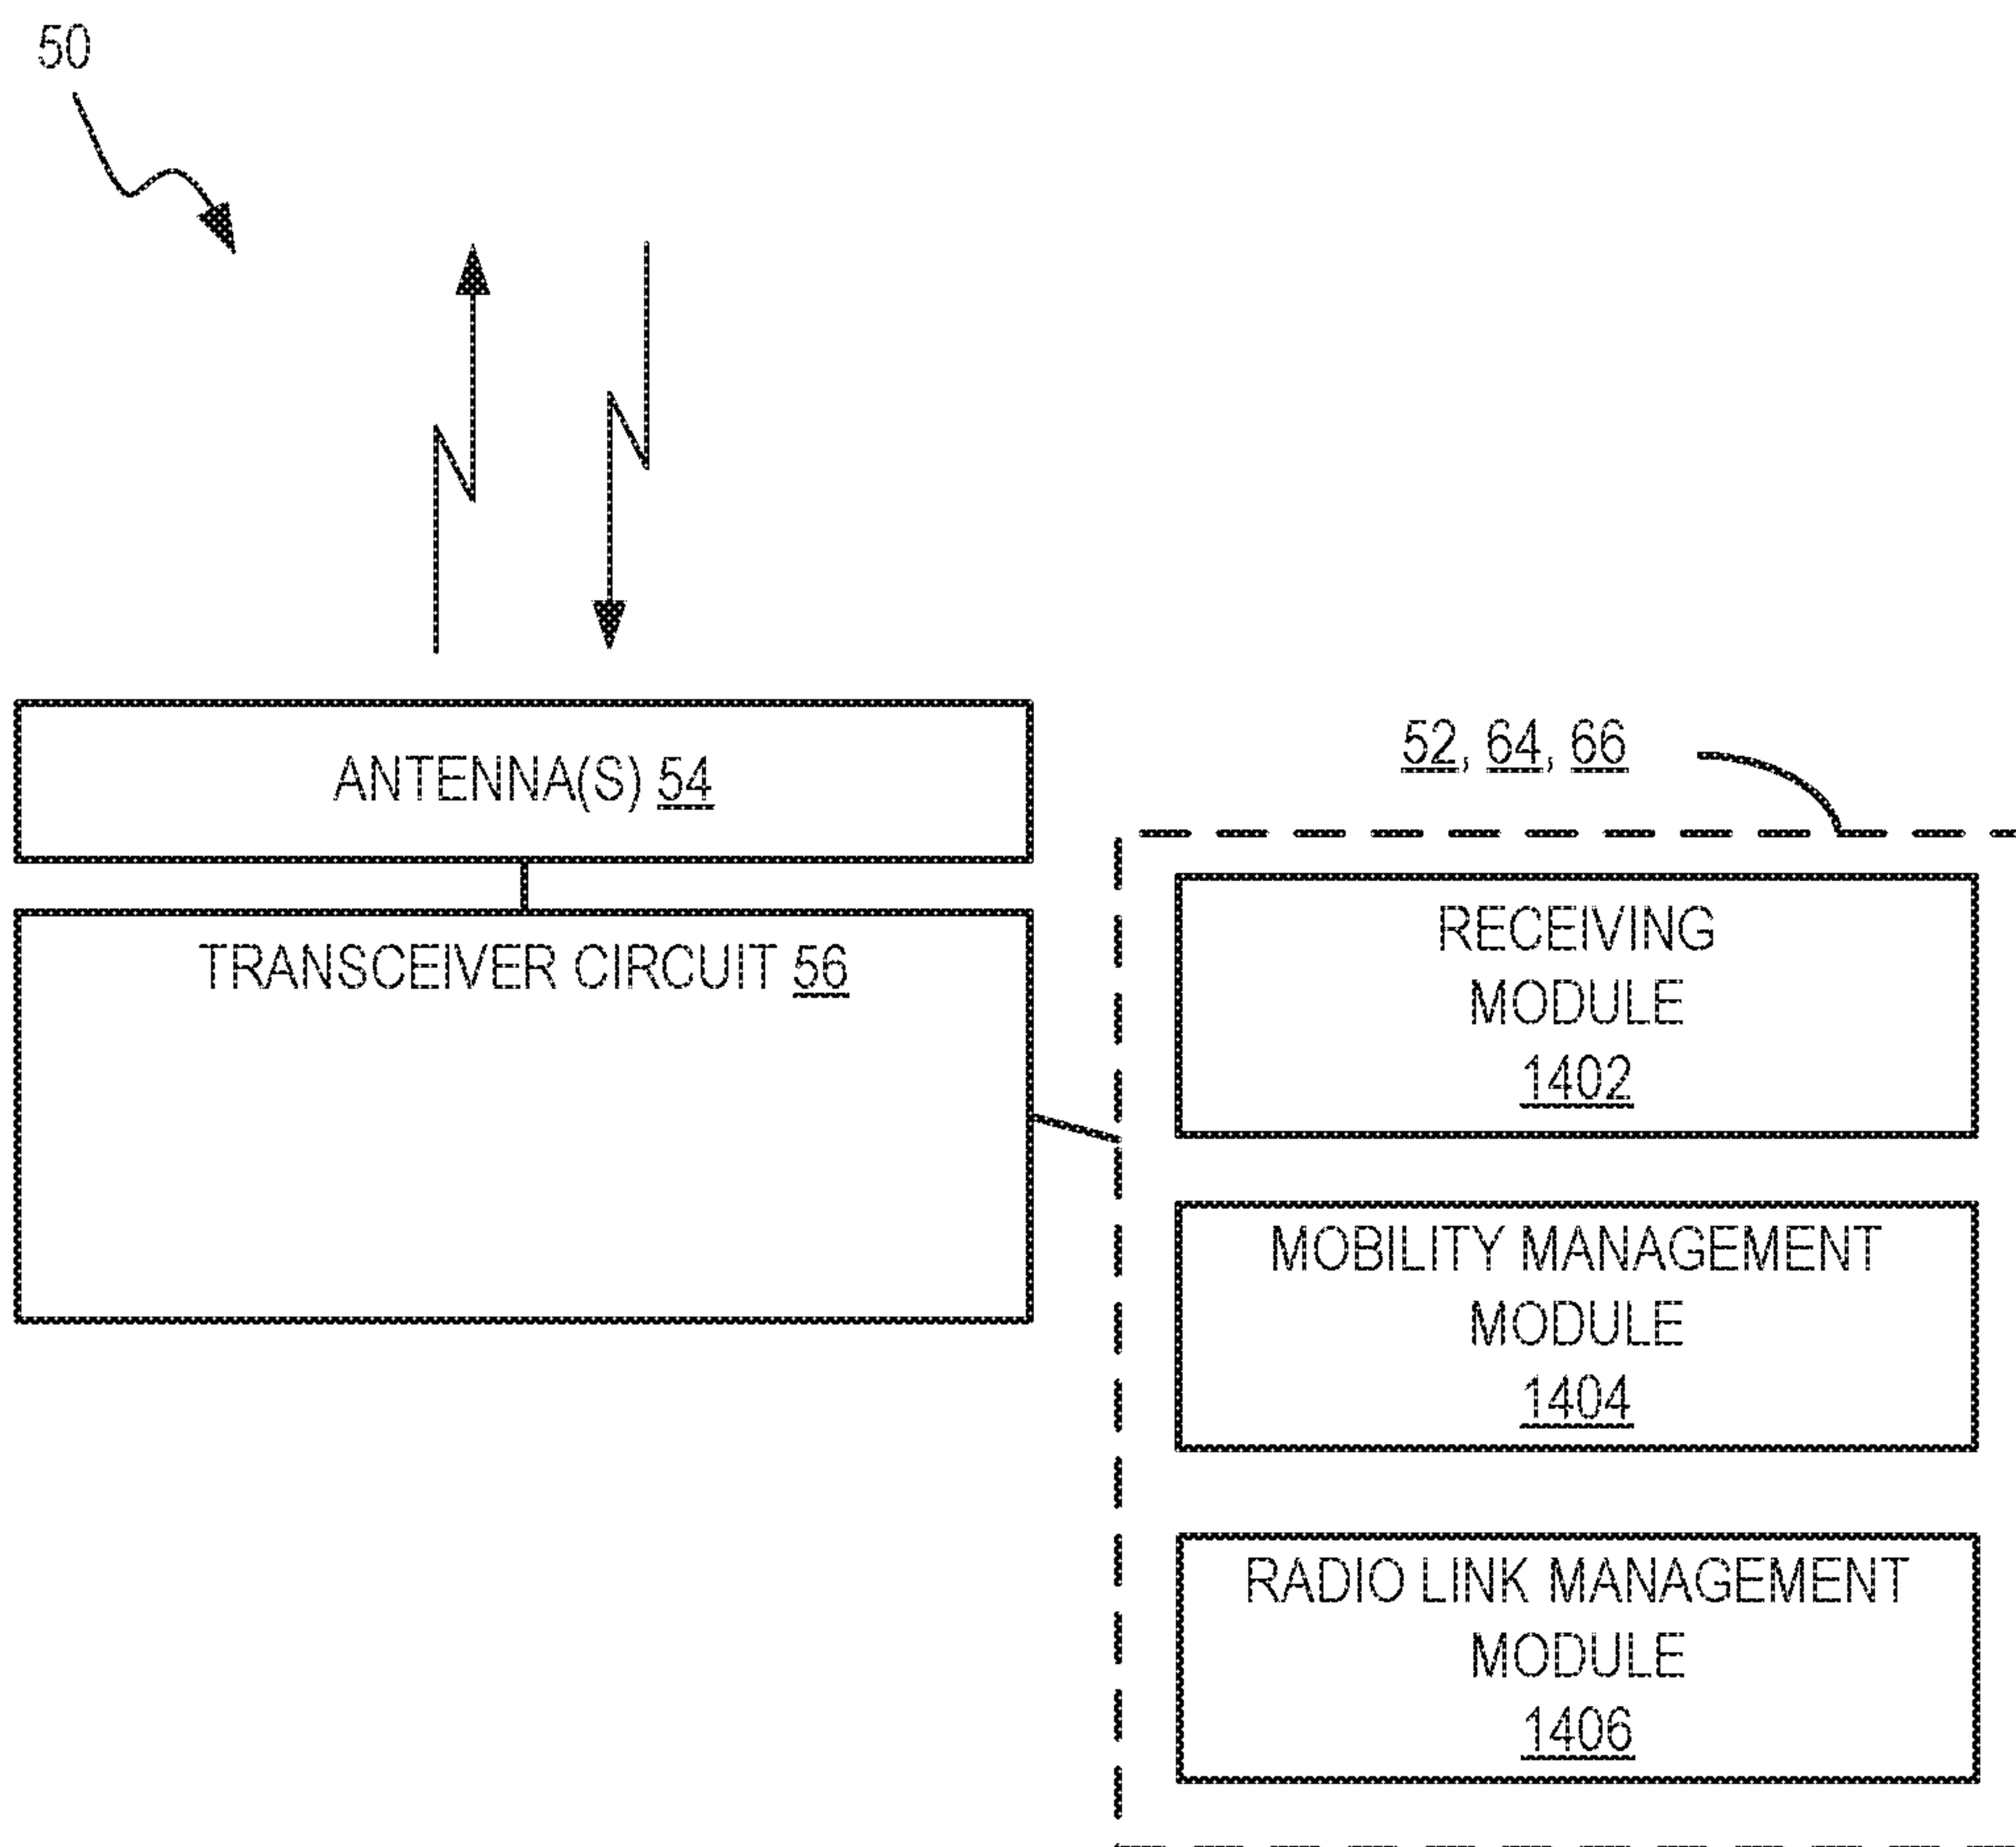 50
ANTENNA(S) 54
TRANSCEIVER CIRCUIT 56
52, 64, 66
RECEIVING
MODULE
1402
MOBILITY MANAGEMENT
MODULE
1404
RADIO LINK MANAGEMENT
MODULE
1406